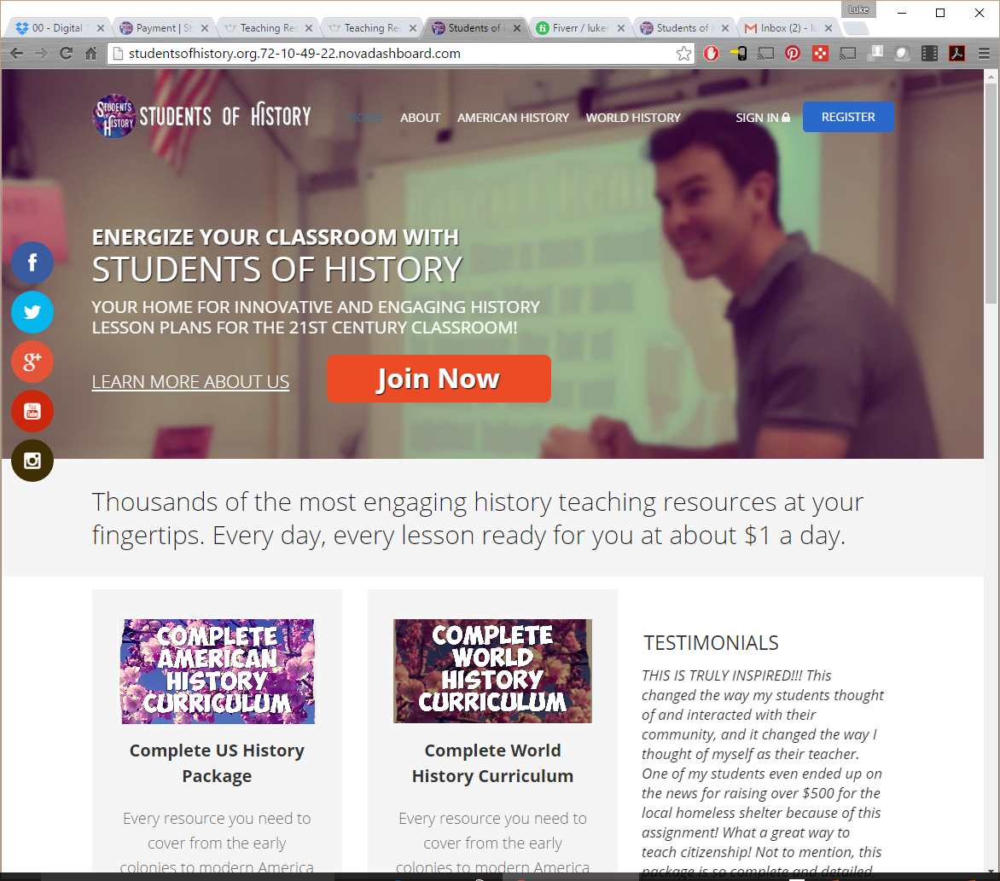 Luke
00 - Digital
Payment | St
Teaching Res
Teaching Res
Students of
Fiverr / luker
Students of
Inbox (2) - l
studentsofhistory.org.72-10-49-22.novadashboard.com
STUDENTS OF HISTORY
STUDENTS OF HISTORY
HOME
ABOUT
AMERICAN HISTORY
WORLD HISTORY
SIGN IN
REGISTER
ENERGIZE YOUR CLASSROOM WITH
STUDENTS OF HISTORY
YOUR HOME FOR INNOVATIVE AND ENGAGING HISTORY
LESSON PLANS FOR THE 21ST CENTURY CLASSROOM!
LEARN MORE ABOUT US
Join Now
You
Tube
Thousands of the most engaging history teaching resources at your
fingertips. Every day, every lesson ready for you at about $1 a day.
COMPLETE
AMERICAN
HISTORY
CURRICULUM
Complete US History
Package
Every resource you need to
cover from the early
colonies to modern America
COMPLETE
WORLD
HISTORY
CURRICULUM
Complete World
History Curriculum
Every resource you need to
cover from the early
colonies to modern America
TESTIMONIALS
THIS IS TRULY INSPIRED!!! This
changed the way my students thought
of and interacted with their
community, and it changed the way I
thought of myself as their teacher.
One of my students even ended up on
the news for raising over $500 for the
local homeless shelter because of this
assignment! What a great way to
teach citizenship! Not to mention, this
package is so complete and detailed,